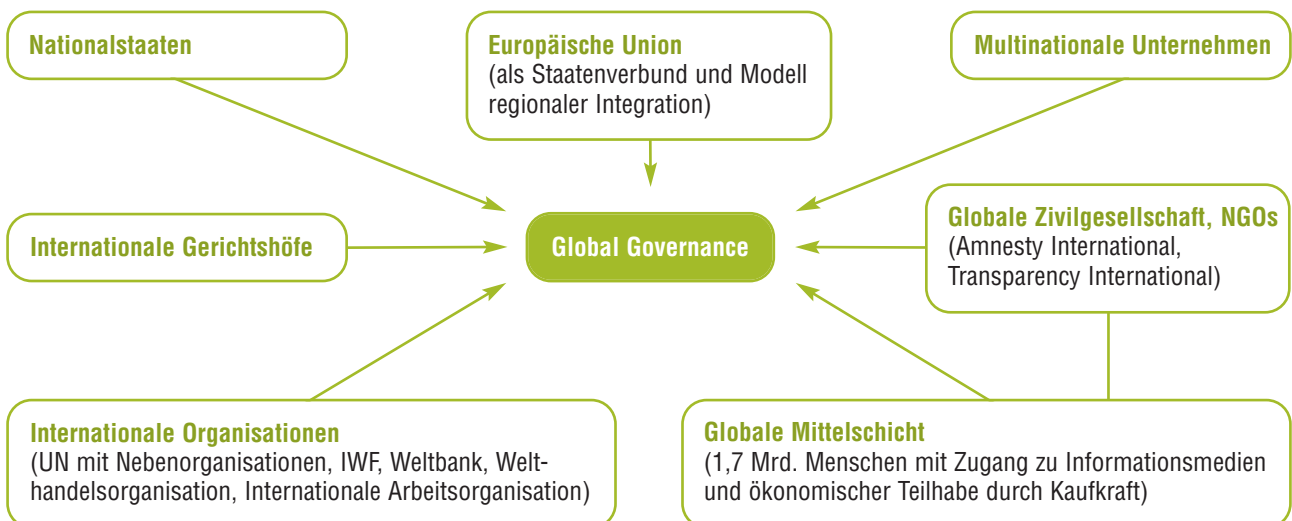 Nationalstaaten
Europäische Union
(als Staatenverbund und Modell
regionaler Integration)
Multinationale Unternehmen
Internationale Gerichtshöfe
Global Governance
Globale Zivilgesellschaft, NGOs
(Amnesty International,
Transparency International)
Internationale Organisationen
(UN mit Nebenorganisationen, IWF, Weltbank, Welt-
handelsorganisation, Internationale Arbeitsorganisation)
Globale Mittelschicht
(1,7 Mrd. Menschen mit Zugang zu Informationsmedien
und ökonomischer Teilhabe durch Kaufkraft)